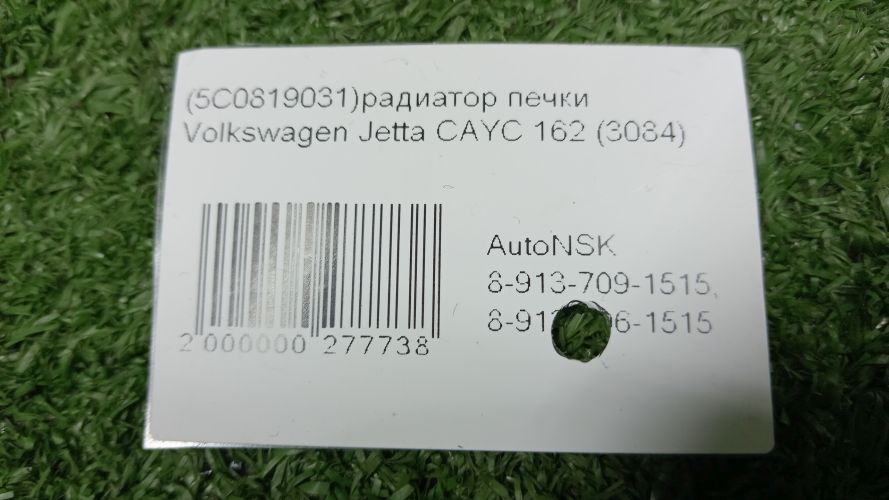 (5C0819031)радиатор печки
Volkswagen Jetta CAYC 162 (3084)
AutoNSK
8-913-709-1515,
2 000000 277738